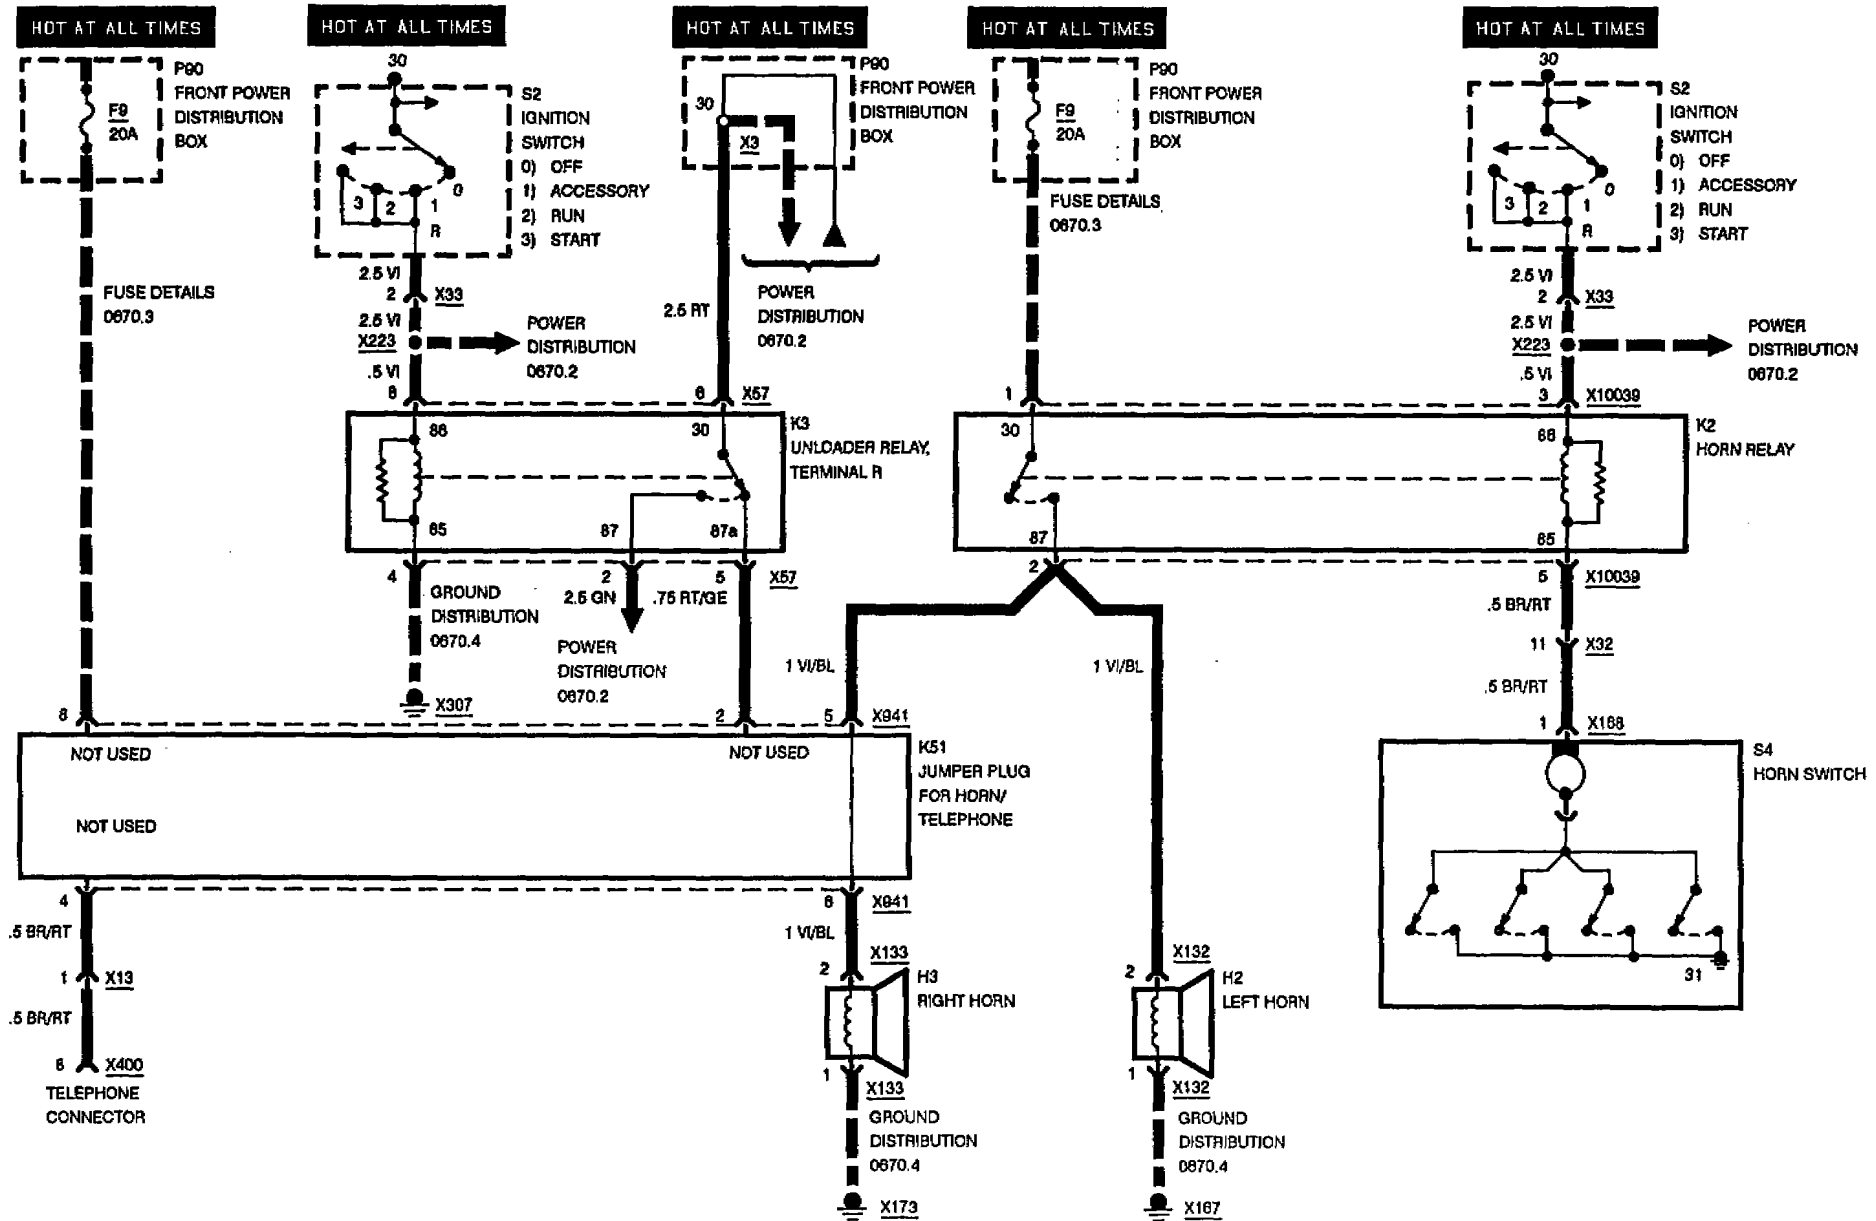 HOT AT ALL TIMES
HOT AT ALL TIMES
HOT AT ALL TIMES
HOT AT ALL TIMES
HOT AT ALL TIMES
F9
20A
P90
FRONT POWER
DISTRIBUTION
BOX
FUSE DETAILS
0670.3
30
S2
IGNITION
SWITCH
0) OFF
1) ACCESSORY
2) RUN
3) START
0
3
2
1
R
2.5 VI
2
X33
2.5 VI
X223
POWER
DISTRIBUTION
0670.2
.5 VI
8
30
X3
P90
FRONT POWER
DISTRIBUTION
BOX
POWER
DISTRIBUTION
0670.2
2.5 RT
6
X57
F9
20A
P90
FRONT POWER
DISTRIBUTION
BOX
FUSE DETAILS
0670.3
1
30
S2
IGNITION
SWITCH
0) OFF
1) ACCESSORY
2) RUN
3) START
0
3
2
1
R
2.5 VI
2
X33
2.5 VI
X223
POWER
DISTRIBUTION
0670.2
.5 VI
3
X10039
86
30
K3
UNLOADER RELAY,
TERMINAL R
85
87
87a
30
86
K2
HORN RELAY
87
85
4
GROUND
DISTRIBUTION
0670.4
X307
2
2.5 GN
POWER
DISTRIBUTION
0670.2
5
X57
.75 RT/GE
2
1 VI/BL
1 VI/BL
5
X10039
.5 BR/RT
11
X32
.5 BR/RT
1
X168
8
2
5
X941
NOT USED
NOT USED
NOT USED
K51
JUMPER PLUG
FOR HORN/
TELEPHONE
S4
HORN SWITCH
31
4
.5 BR/RT
1
X13
.5 BR/RT
6
X400
TELEPHONE
CONNECTOR
6
X941
1 VI/BL
X133
2
H3
RIGHT HORN
1
X133
GROUND
DISTRIBUTION
0670.4
X173
X132
2
H2
LEFT HORN
1
X132
GROUND
DISTRIBUTION
0670.4
X167